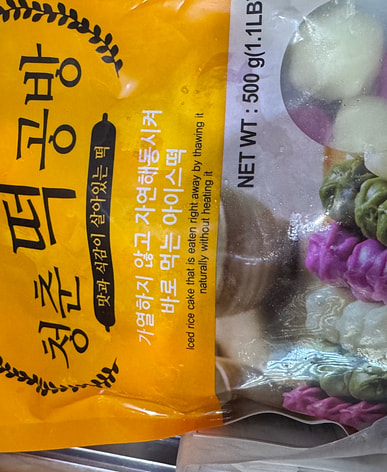 청춘 떡 공방
맛과 식감이 살아있는 떡
가열하지 않고 자연해동시켜
바로 먹는 아이스떡
Iced rice cake that is eaten right away by thawing it
naturally without heating it.
NET WT : 500 g(1.1LB